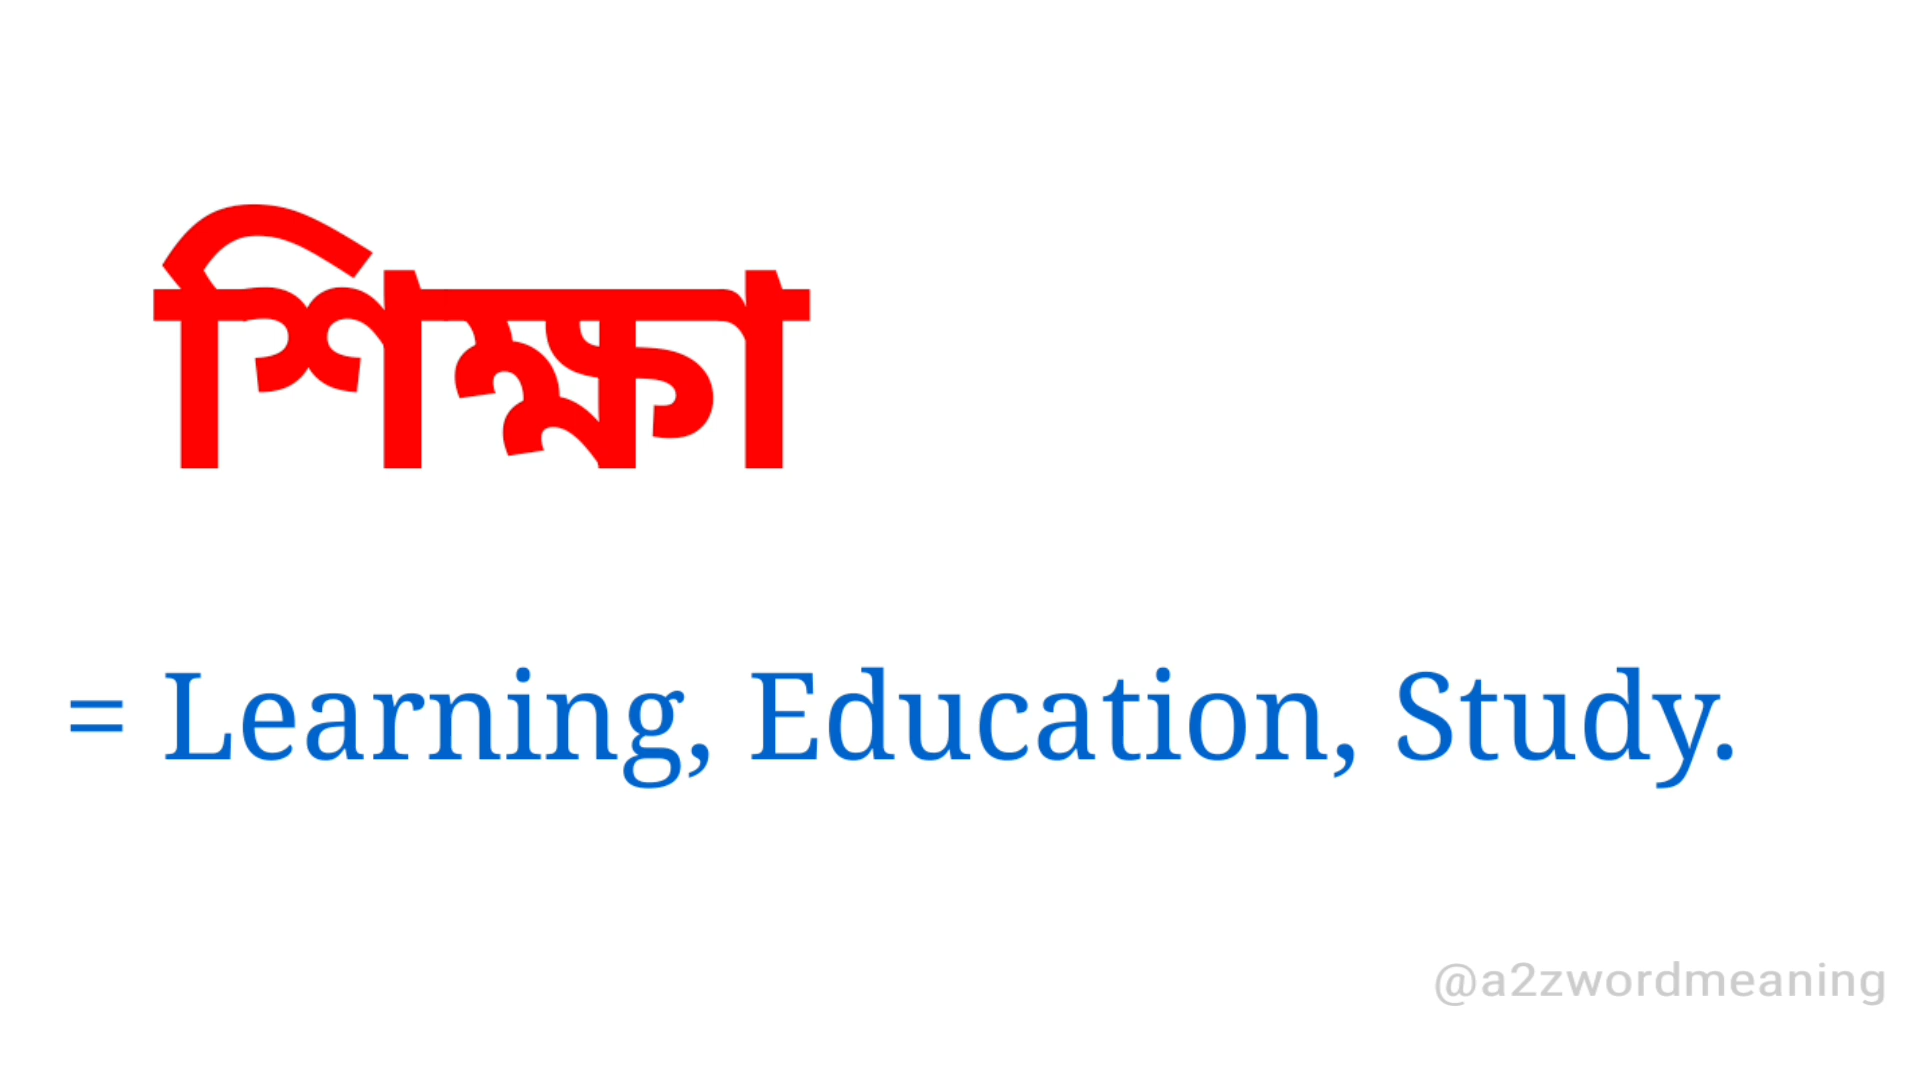 শিক্ষা
= Learning, Education, Study.
@a2zwordmeaning